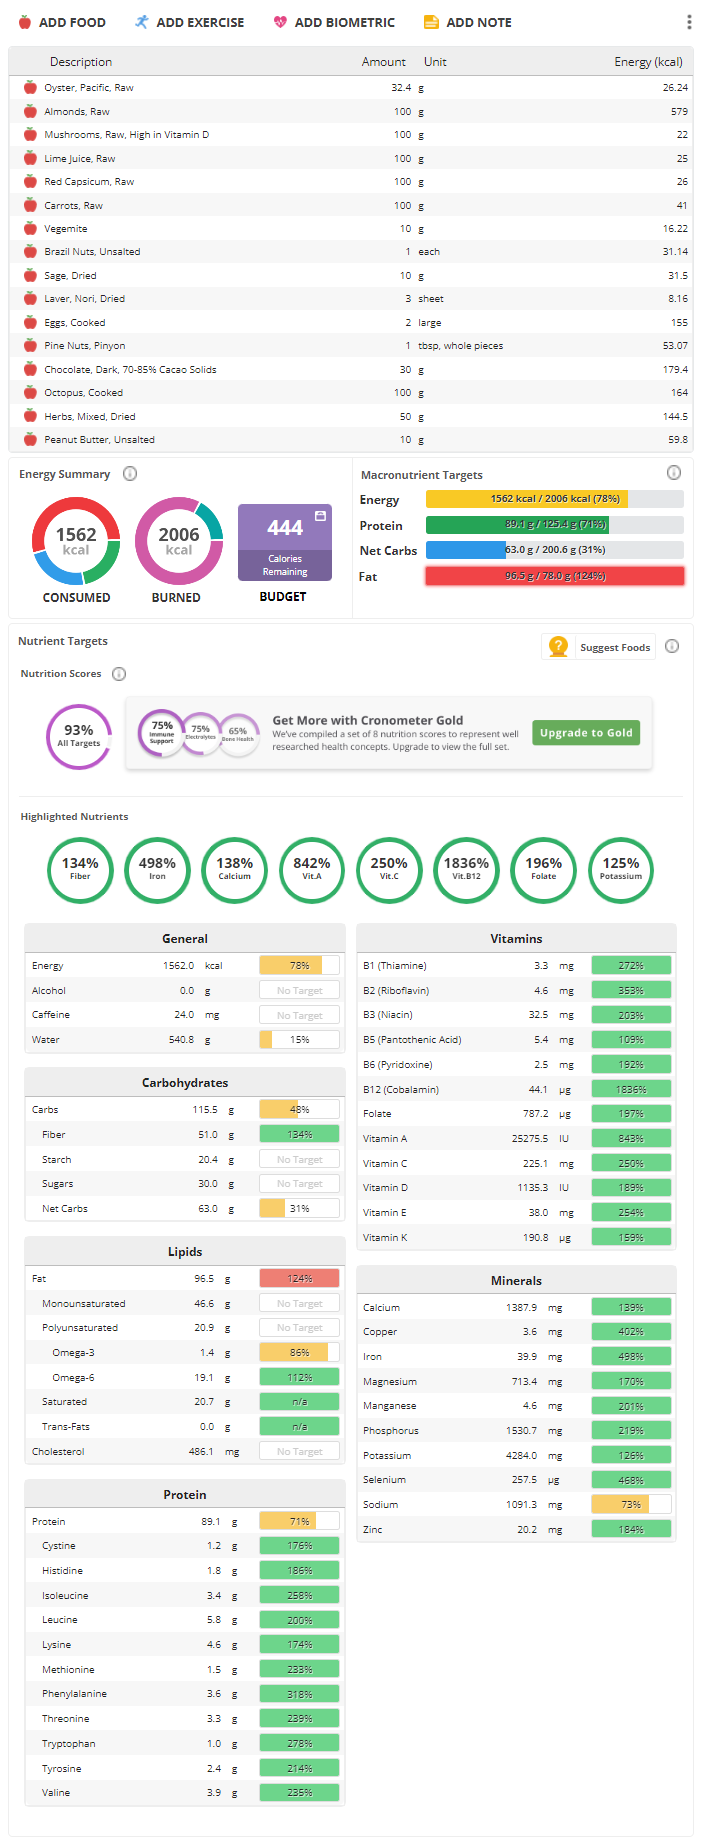 ADD FOOD ADD EXERCISE ADD BIOMETRIC ADD NOTE
Description Amount Unit Energy (kcal)
Oyster, Pacific, Raw 32.4 g 26.24
Almonds, Raw 100 g 579
Mushrooms, Raw, High in Vitamin D 100 g 22
Lime Juice, Raw 100 g 25
Red Capsicum, Raw 100 g 26
Carrots, Raw 100 g 41
Vegemite 10 g 16.22
Brazil Nuts, Unsalted 1 each 31.14
Sage, Dried 10 g 31.5
Laver, Nori, Dried 3 sheet 8.16
Eggs, Cooked 2 large 155
Pine Nuts, Pinyon 1 tbsp, whole pieces 53.07
Chocolate, Dark, 70-85% Cacao Solids 30 g 179.4
Octopus, Cooked 100 g 164
Herbs, Mixed, Dried 50 g 144.5
Peanut Butter, Unsalted 10 g 59.8
Energy Summary
1562 kcal
CONSUMED
2006 kcal
BURNED
444
Calories
Remaining
BUDGET
Macronutrient Targets
Energy 1562 kcal / 2006 kcal (78%)
Protein 89.1 g / 125.4 g (71%)
Net Carbs 63.0 g / 200.6 g (31%)
Fat 96.5 g / 78.0 g (124%)
Nutrient Targets
Suggest Foods
Nutrition Scores
93%
All Targets
75%
Immune
Support
75%
Electrolytes
65%
Bone Health
Get More with Cronometer Gold
We've compiled a set of 8 nutrition scores to represent well
researched health concepts. Upgrade to view the full set.
Upgrade to Gold
Highlighted Nutrients
134% Fiber
498% Iron
138% Calcium
842% Vit.A
250% Vit.C
1836% Vit.B12
196% Folate
125% Potassium
General
Energy 1562.0 kcal 78%
Alcohol 0.0 g No Target
Caffeine 24.0 mg No Target
Water 540.8 g 15%
Carbohydrates
Carbs 115.5 g 48%
Fiber 51.0 g 134%
Starch 20.4 g No Target
Sugars 30.0 g No Target
Net Carbs 63.0 g 31%
Lipids
Fat 96.5 g 124%
Monounsaturated 46.6 g No Target
Polyunsaturated 20.9 g No Target
Omega-3 1.4 g 86%
Omega-6 19.1 g 112%
Saturated 20.7 g n/a
Trans-Fats 0.0 g n/a
Cholesterol 486.1 mg No Target
Protein
Protein 89.1 g 71%
Cystine 1.2 g 176%
Histidine 1.8 g 186%
Isoleucine 3.4 g 258%
Leucine 5.8 g 200%
Lysine 4.6 g 174%
Methionine 1.5 g 233%
Phenylalanine 3.6 g 318%
Threonine 3.3 g 239%
Tryptophan 1.0 g 278%
Tyrosine 2.4 g 214%
Valine 3.9 g 235%
Vitamins
B1 (Thiamine) 3.3 mg 272%
B2 (Riboflavin) 4.6 mg 353%
B3 (Niacin) 32.5 mg 203%
B5 (Pantothenic Acid) 5.4 mg 109%
B6 (Pyridoxine) 2.5 mg 192%
B12 (Cobalamin) 44.1 µg 1836%
Folate 787.2 µg 197%
Vitamin A 25275.5 IU 843%
Vitamin C 225.1 mg 250%
Vitamin D 1135.3 IU 189%
Vitamin E 38.0 mg 254%
Vitamin K 190.8 µg 159%
Minerals
Calcium 1387.9 mg 139%
Copper 3.6 mg 402%
Iron 39.9 mg 498%
Magnesium 713.4 mg 170%
Manganese 4.6 mg 201%
Phosphorus 1530.7 mg 219%
Potassium 4284.0 mg 126%
Selenium 257.5 µg 468%
Sodium 1091.3 mg 73%
Zinc 20.2 mg 184%